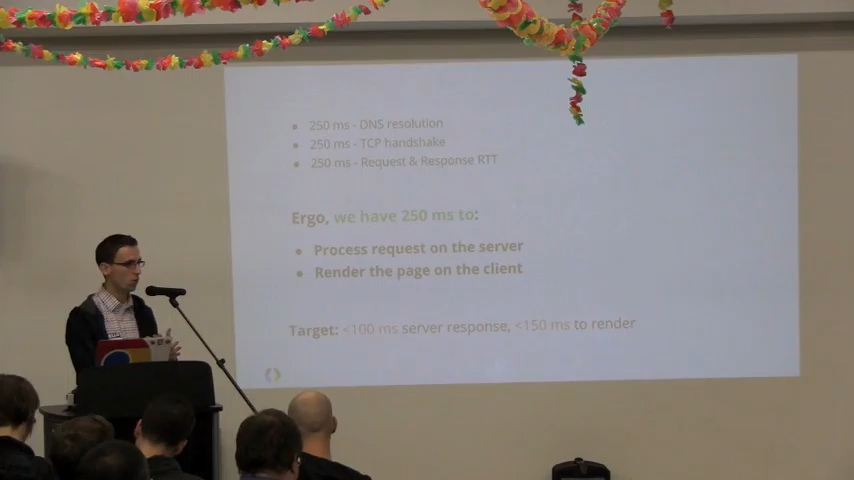 250 ms - DNS resolution
250 ms - TCP handshake
250 ms - Request & Response RTT
Ergo, we have 250 ms to:
Process request on the server
Render the page on the client
Target: <100 ms server response, <150 ms to render